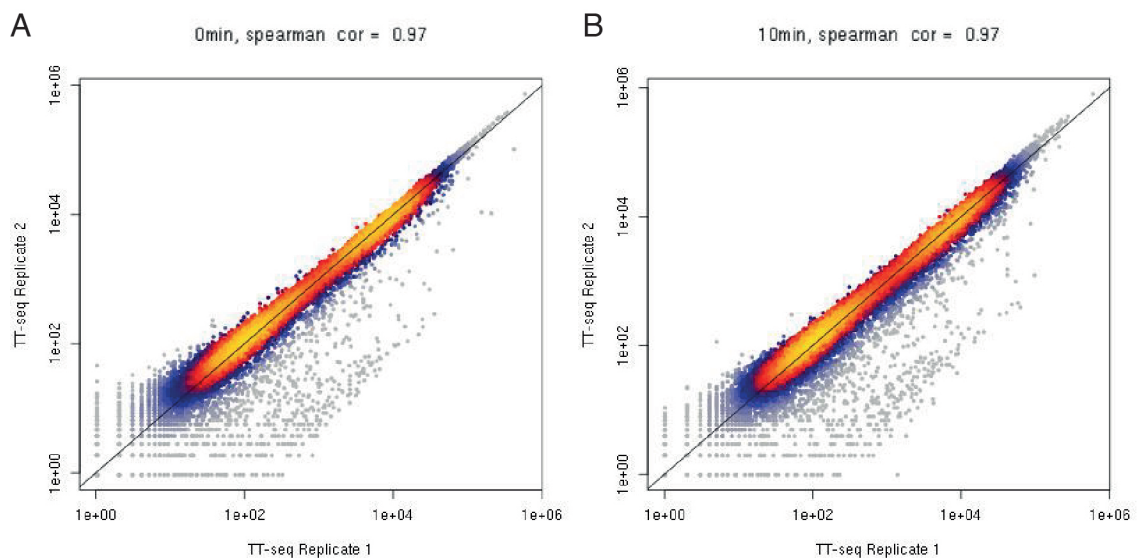 A
0min, spearman cor = 0.97
1e+06
1e+04
1e+02
1e+00
TT-seq Replicate 2
1e+00
1e+02
1e+04
1e+06
TT-seq Replicate 1
B
10min, spearman cor = 0.97
1e+06
1e+04
1e+02
1e+00
TT-seq Replicate 2
1e+00
1e+02
1e+04
1e+06
TT-seq Replicate 1